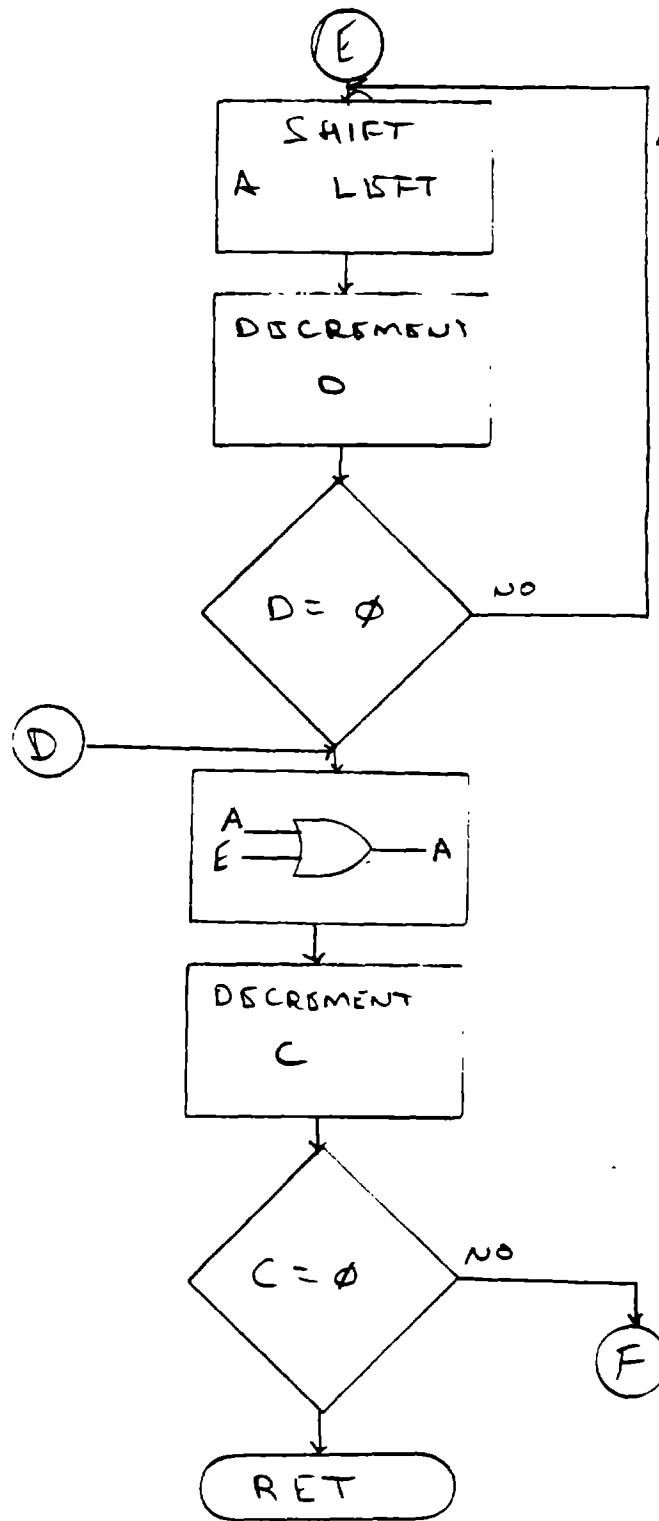 E
SHIFT
A LEFT
DECREMENT
D
D = ∅
NO
D
A
E
A
DECREMENT
C
C = ∅
NO
F
RET